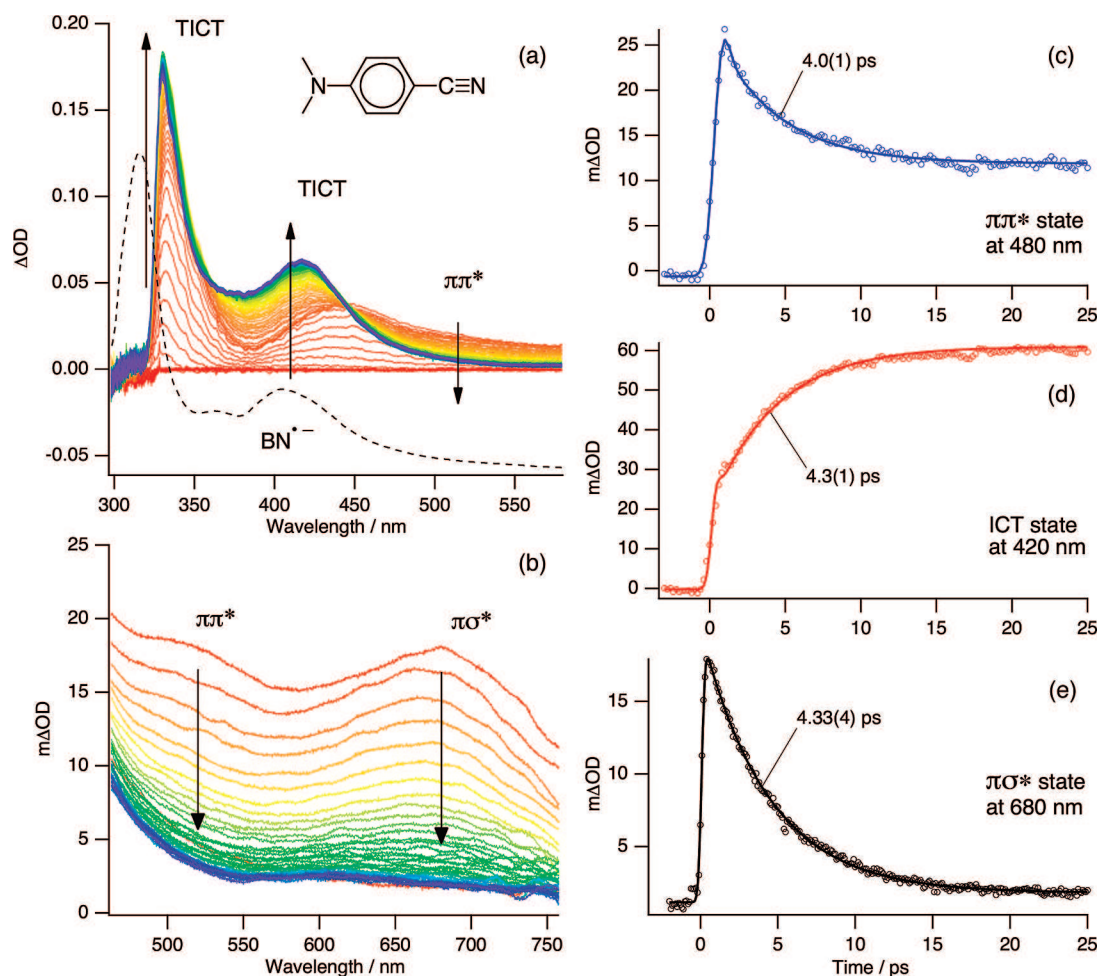 (a)
TICT
TICT
ππ*
BN•−
N
C≡N
ΔOD
0.20
0.15
0.10
0.05
0.00
-0.05
300 350 400 450 500 550
Wavelength / nm
(b)
ππ*
πσ*
mΔOD
25
20
15
10
5
0
500 550 600 650 700 750
Wavelength / nm
(c)
4.0(1) ps
ππ* state
at 480 nm
mΔOD
25
20
15
10
5
0
0 5 10 15 20 25
(d)
4.3(1) ps
ICT state
at 420 nm
mΔOD
60
50
40
30
20
10
0
0 5 10 15 20 25
(e)
4.33(4) ps
πσ* state
at 680 nm
mΔOD
15
10
5
0 5 10 15 20 25
Time / ps